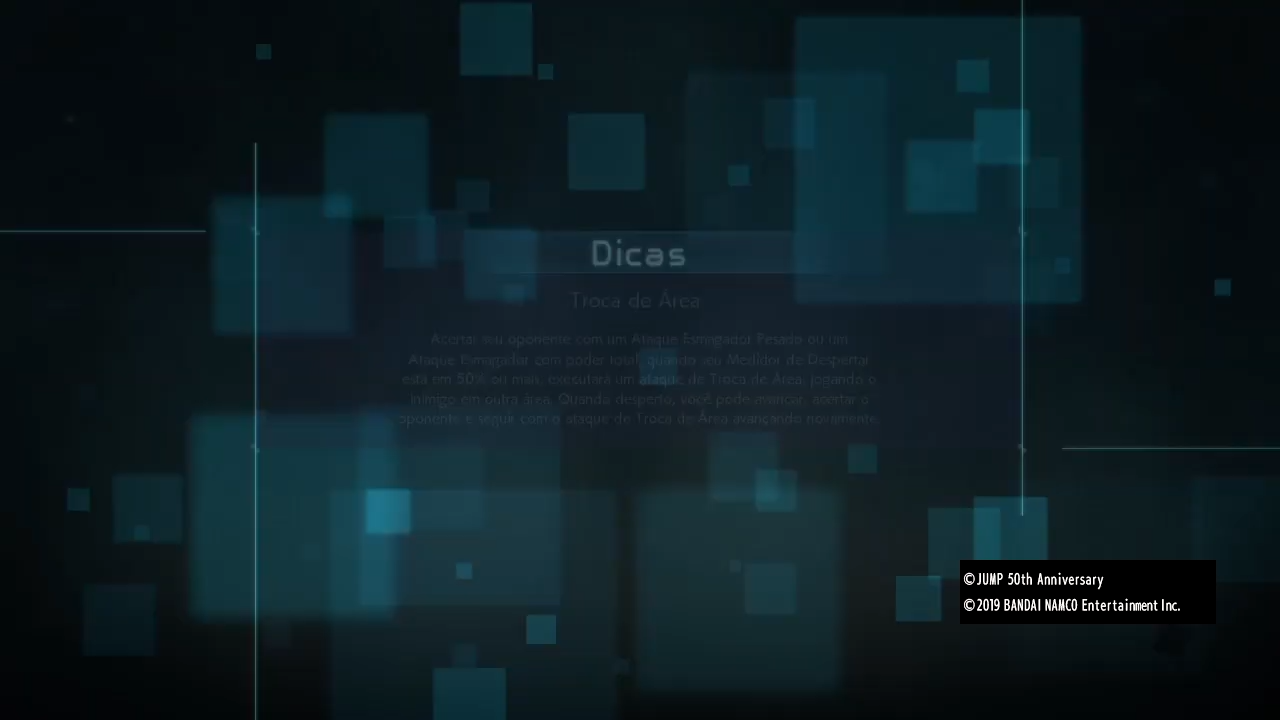 Dicas
Troca de Área
Acertar seu oponente com um Ataque Esmagador Pesado ou um
Ataque Esmagador com poder total, quando seu Medidor de Despertar
está em 50% ou mais, executará um ataque de Troca de Área, jogando o
inimigo em outra área. Quando desperto, você pode avançar, acertar o
oponente e seguir com o ataque de Troca de Área avançando novamente.
©JUMP 50th Anniversary
©2019 BANDAI NAMCO Entertainment Inc.